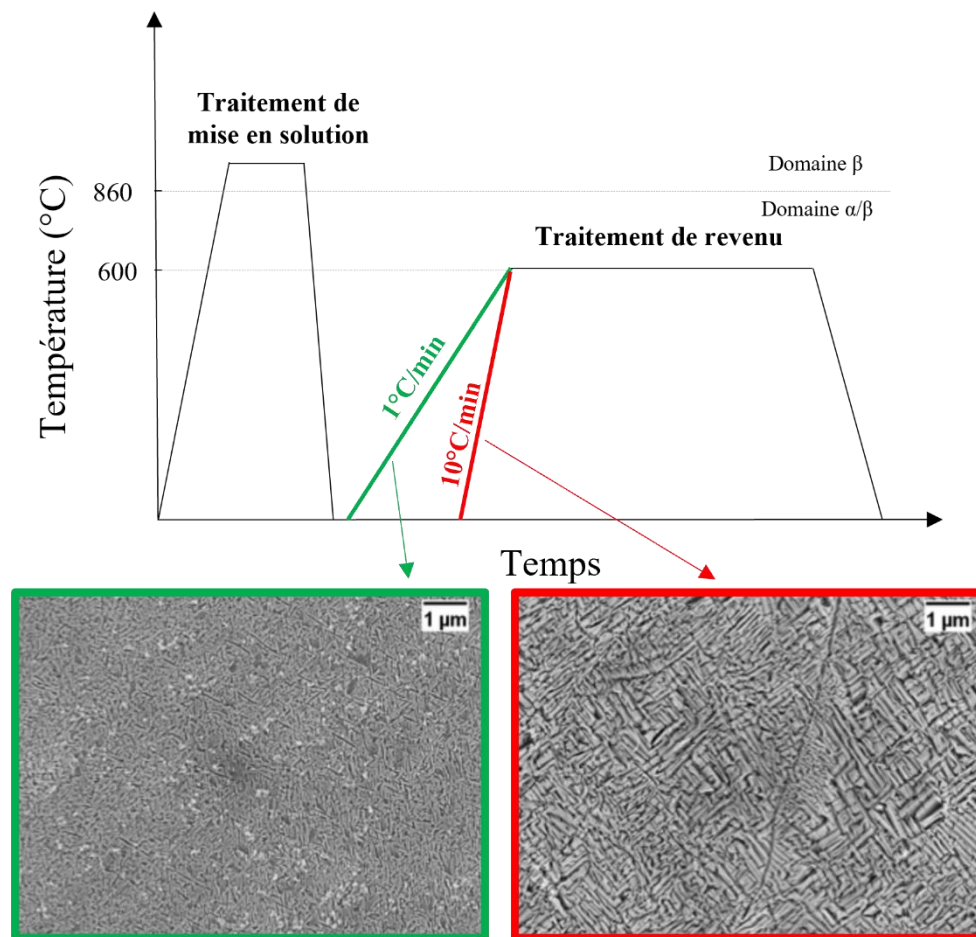 Traitement de
mise en solution
Domaine β
860
Domaine α/β
Traitement de revenu
600
Température (°C)
1°C/min
10°C/min
Temps
1 µm
1 µm